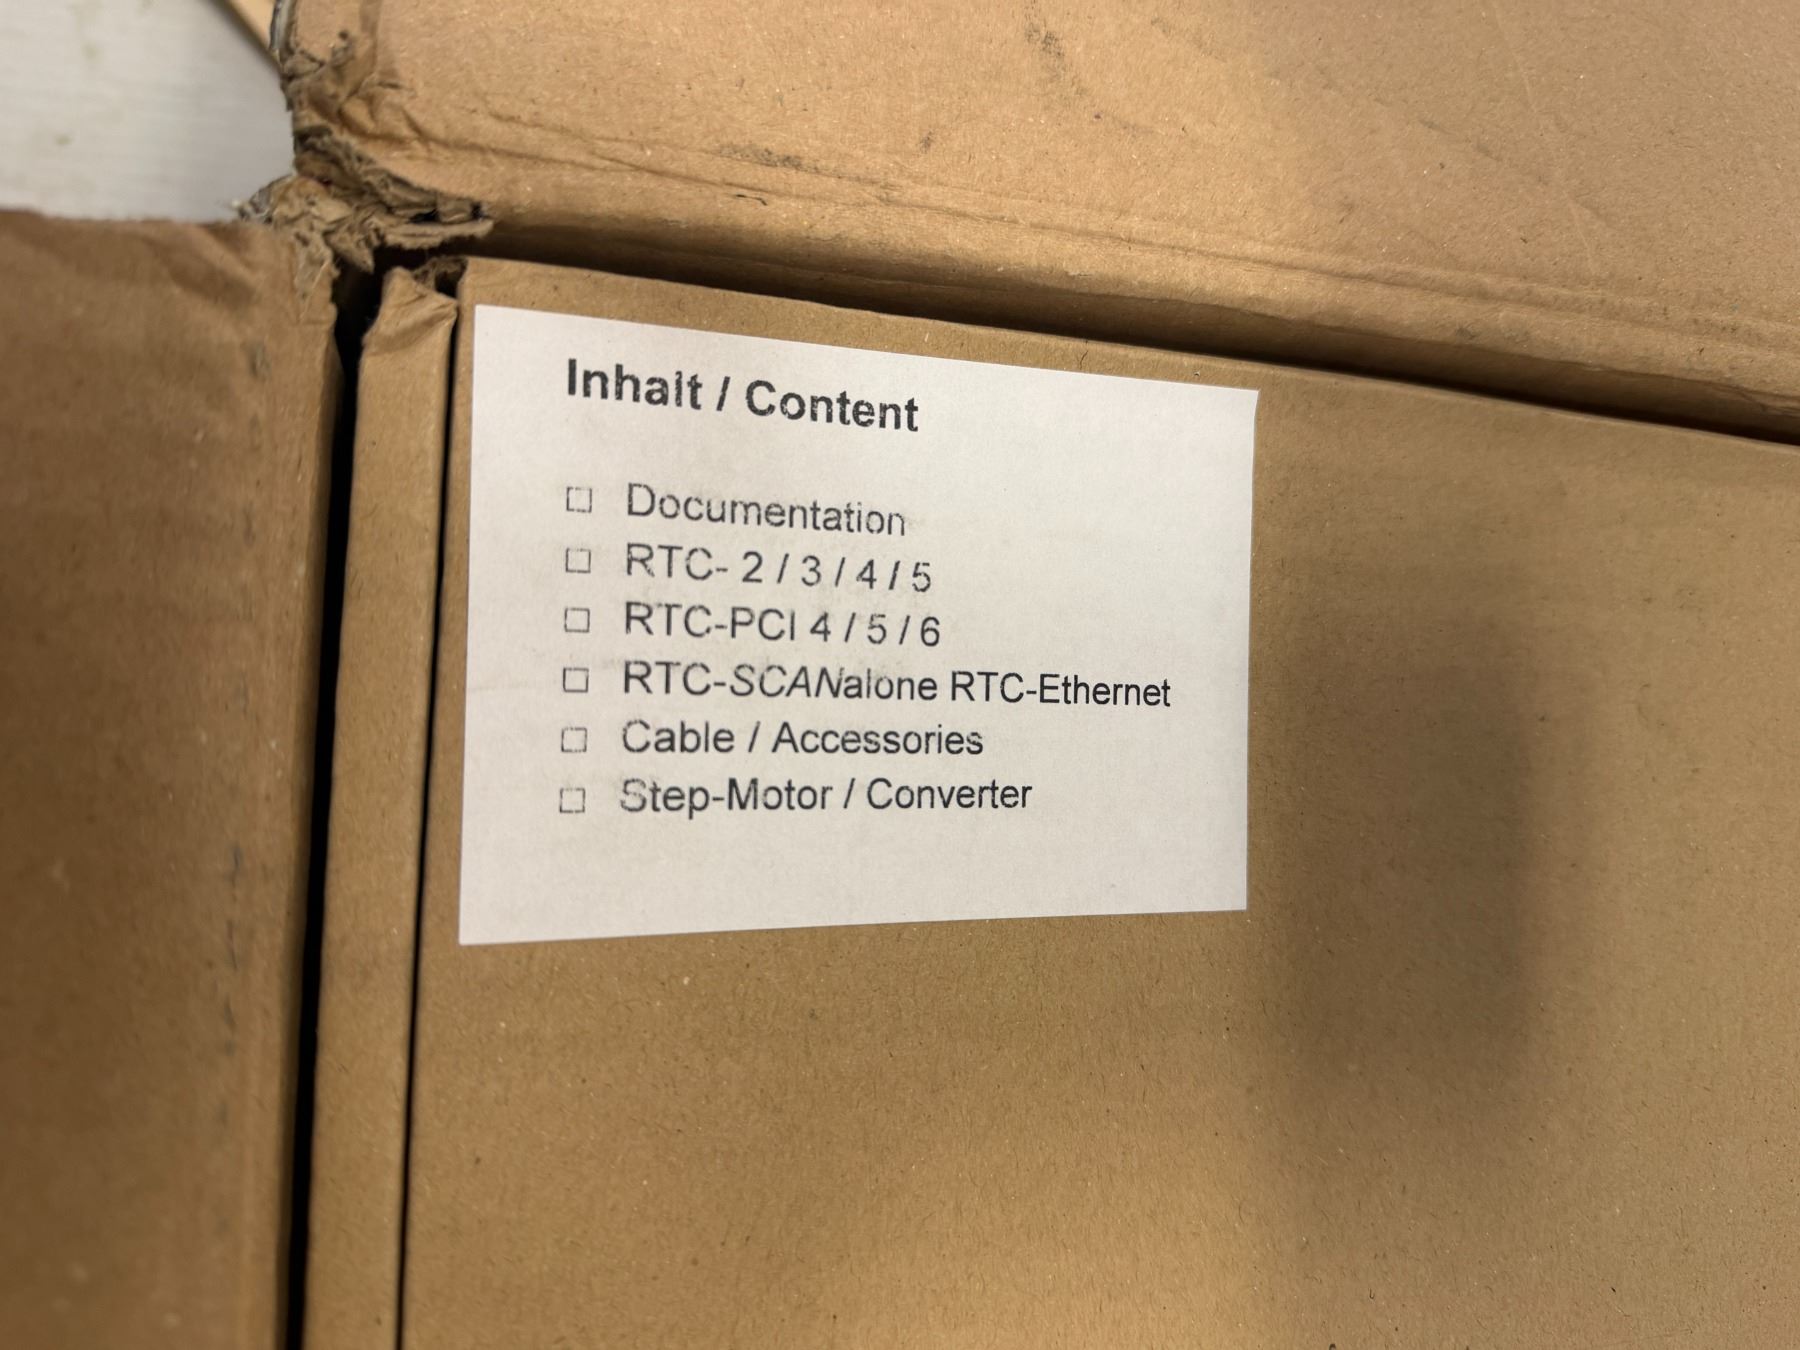 Inhalt / Content
☐ Documentation
☐ RTC- 2 / 3 / 4 / 5
☐ RTC-PCI 4 / 5 / 6
☐ RTC-SCANalone RTC-Ethernet
☐ Cable / Accessories
☐ Step-Motor / Converter